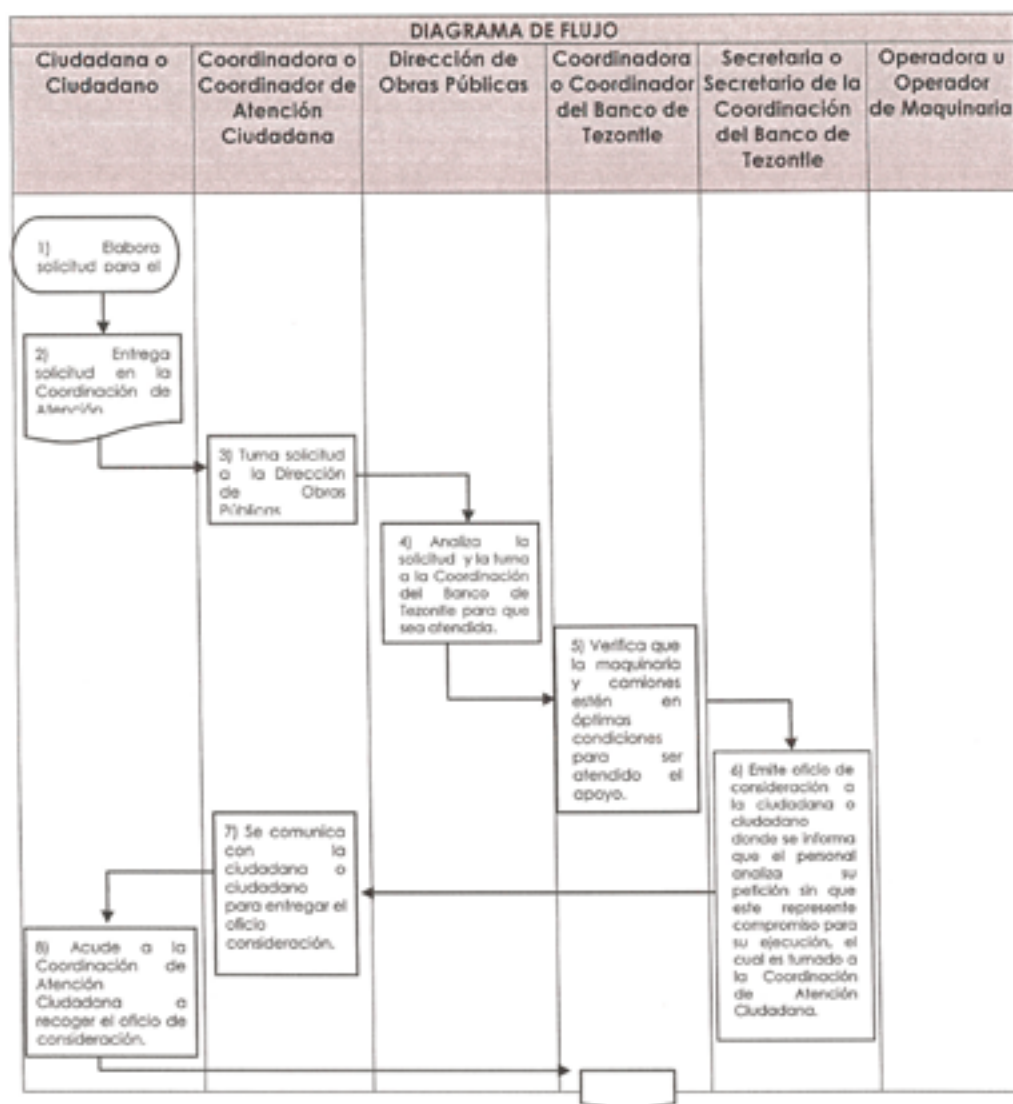 DIAGRAMA DE FLUJO
Ciudadana o
Ciudadano
Coordinadora o
Coordinador de
Atención
Ciudadana
Dirección de
Obras Públicas
Coordinadora
o Coordinador
del Banco de
Tezontle
Secretaria o
Secretario de la
Coordinación
del Banco de
Tezontle
Operadora u
Operador
de Maquinaria
1) Elabora
solicitud para el
2) Entrega
solicitud en la
Coordinación de
Atención
3) Turna solicitud
a la Dirección
de Obras
Públicas
4) Analiza la
solicitud y la turna
a la Coordinación
del Banco de
Tezontle para que
sea atendida.
5) Verifica que
la maquinaria
y camiones
estén en
óptimas
condiciones
para ser
atendido el
apoyo.
6) Emite oficio de
consideración a
la ciudadana o
ciudadano
donde se informa
que el personal
analiza su
petición sin que
este represente
compromiso para
su ejecución, el
cual es turnado a
la Coordinación
de Atención
Ciudadana.
7) Se comunica
con la
ciudadana o
ciudadano
para entregar el
oficio
consideración.
8) Acude a la
Coordinación de
Atención
Ciudadana a
recoger el oficio de
consideración.